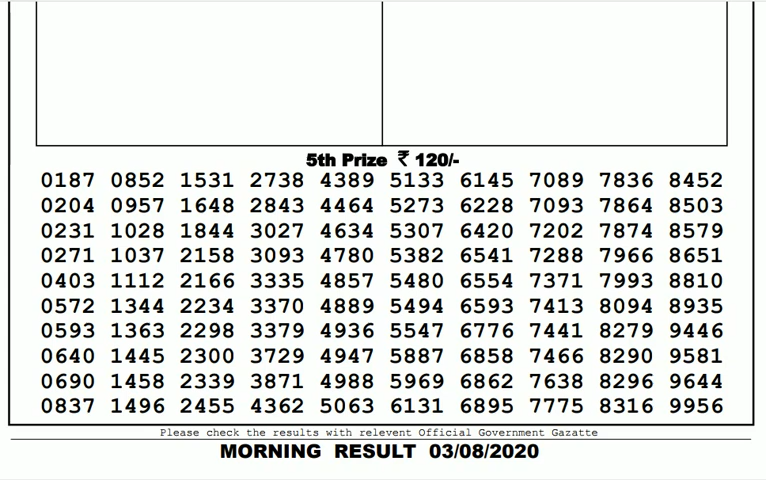 5th Prize ₹ 120/-
0187 0852 1531 2738 4389 5133 6145 7089 7836 8452
0204 0957 1648 2843 4464 5273 6228 7093 7864 8503
0231 1028 1844 3027 4634 5307 6420 7202 7874 8579
0271 1037 2158 3093 4780 5382 6541 7288 7966 8651
0403 1112 2166 3335 4857 5480 6554 7371 7993 8810
0572 1344 2234 3370 4889 5494 6593 7413 8094 8935
0593 1363 2298 3379 4936 5547 6776 7441 8279 9446
0640 1445 2300 3729 4947 5887 6858 7466 8290 9581
0690 1458 2339 3871 4988 5969 6862 7638 8296 9644
0837 1496 2455 4362 5063 6131 6895 7775 8316 9956
Please check the results with relevent Official Government Gazatte
MORNING RESULT 03/08/2020